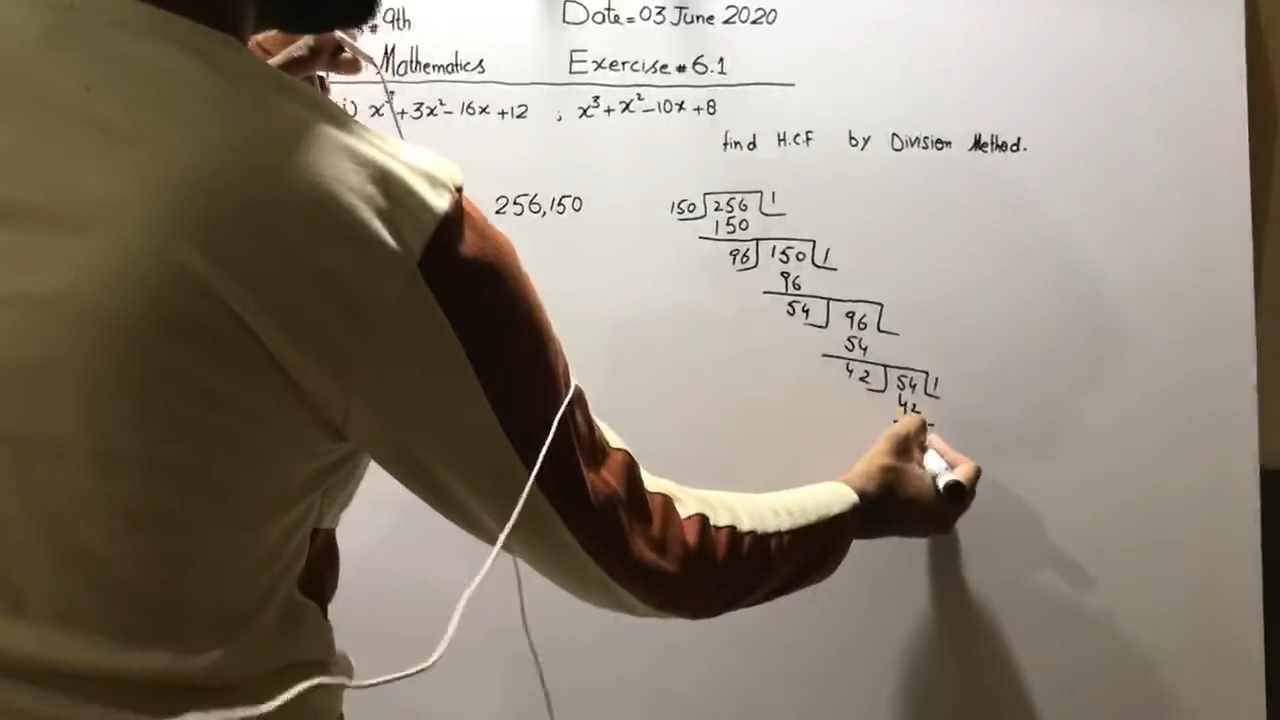 9th Date=03 June 2020
Mathematics Exercise # 6.1
i) x³+3x²-16x+12 ; x³+x²-10x+8
find H.C.F by Division Method.
256,150
150 256 1
150
96 150 1
96
54 96
54
42 54 1
42